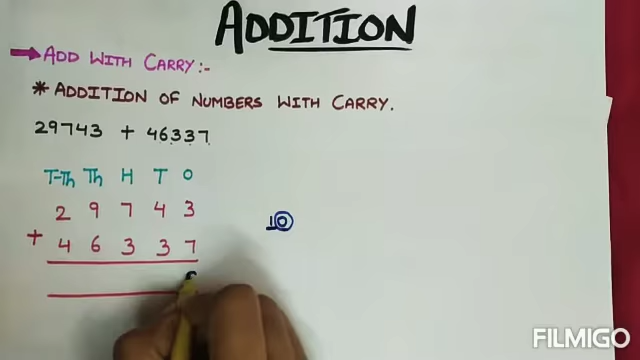 ADDITION
ADD WITH CARRY:-
* ADDITION OF NUMBERS WITH CARRY.
29743 + 46337
T-Th Th H T O
2 9 7 4 3
+ 4 6 3 3 7
10
FILMIGO